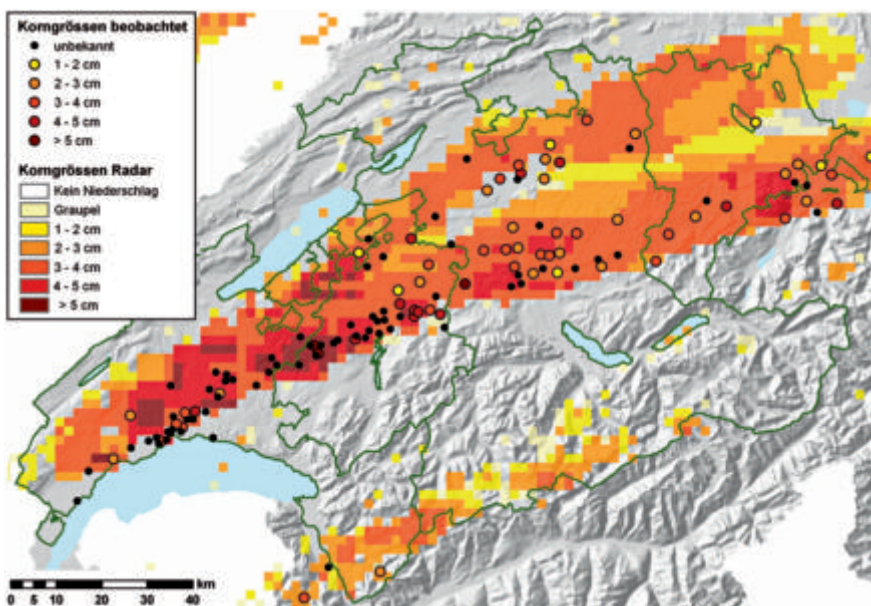 Korngrössen beobachtet
unbekannt
1 - 2 cm
2 - 3 cm
3 - 4 cm
4 - 5 cm
> 5 cm
Korngrössen Radar
Kein Niederschlag
Graupel
1 - 2 cm
2 - 3 cm
3 - 4 cm
4 - 5 cm
> 5 cm
km
0 5 10 20 30 40